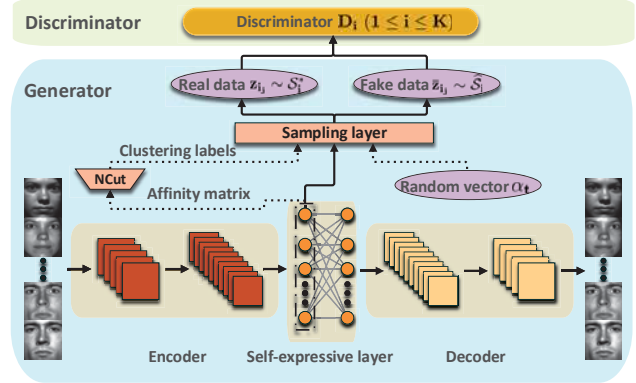 Discriminator
Discriminator D_i (1 ≤ i ≤ K]
Generator
Real data z_ij ~ S_i^*
Fake data z̄_ij ~ Ŝ_i
Sampling layer
Clustering labels
NCut
Affinity matrix
Random vector α_t
Encoder
Self-expressive layer
Decoder